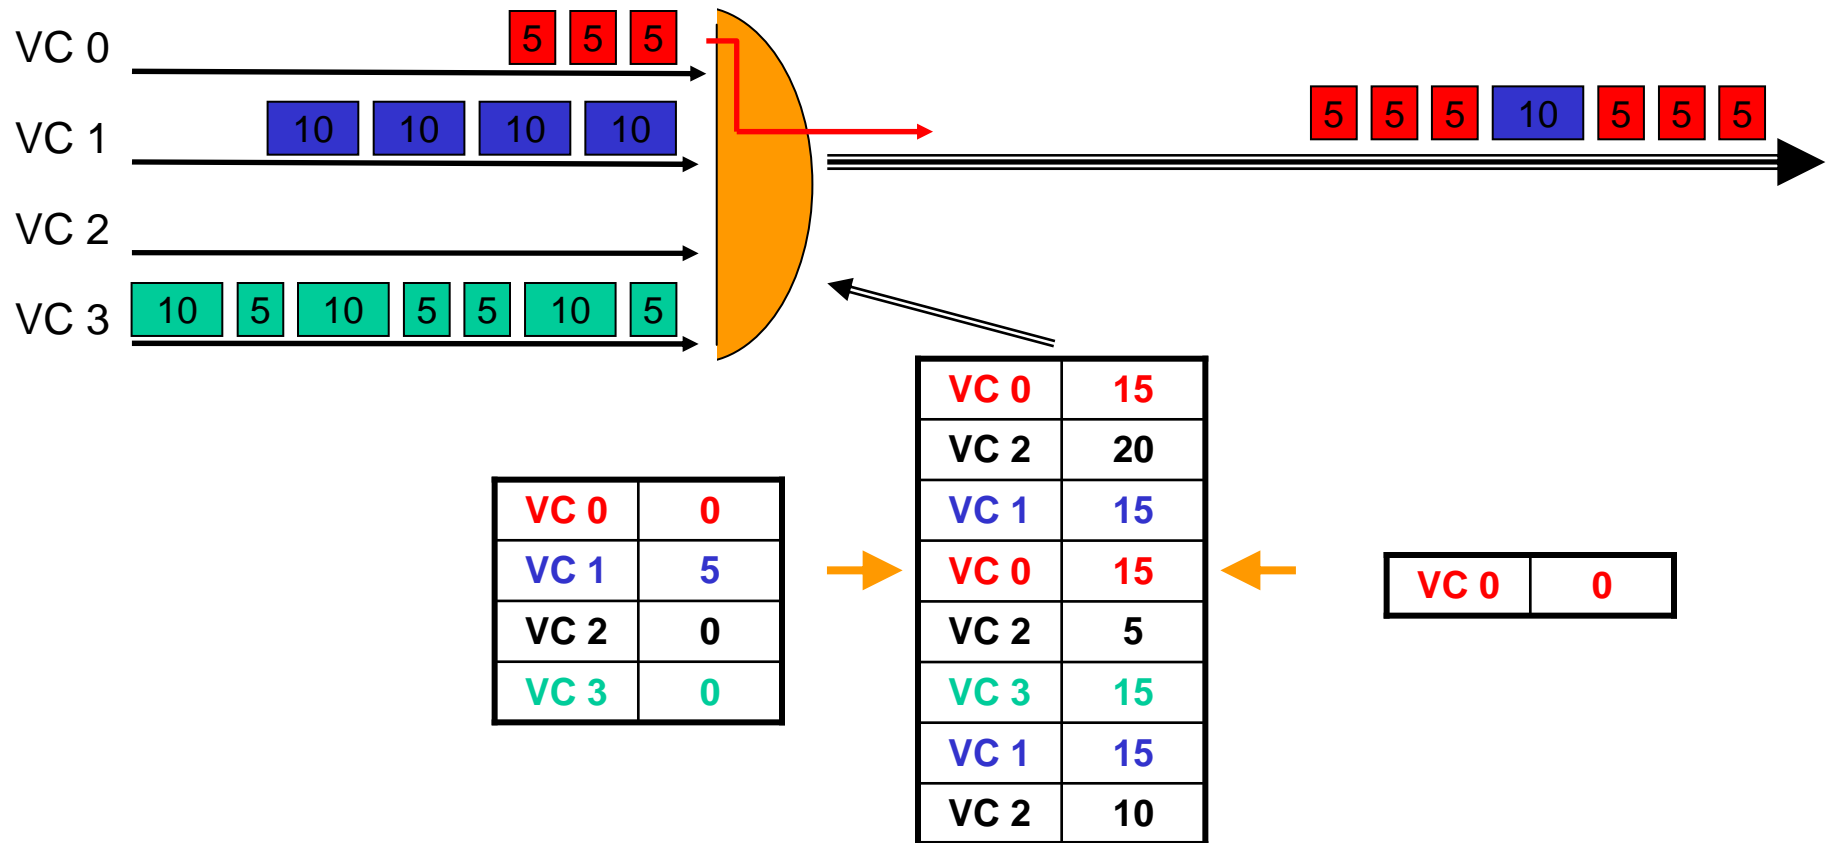 VC 0 5 5 5
5 5 5 10 5 5 5
VC 1 10 10 10 10
VC 2
VC 3 10 5 10 5 5 10 5
VC 0 15
VC 2 20
VC 1 15
VC 0 15
VC 2 5
VC 3 15
VC 1 15
VC 2 10
VC 0 0
VC 1 5
VC 2 0
VC 3 0
VC 0 0